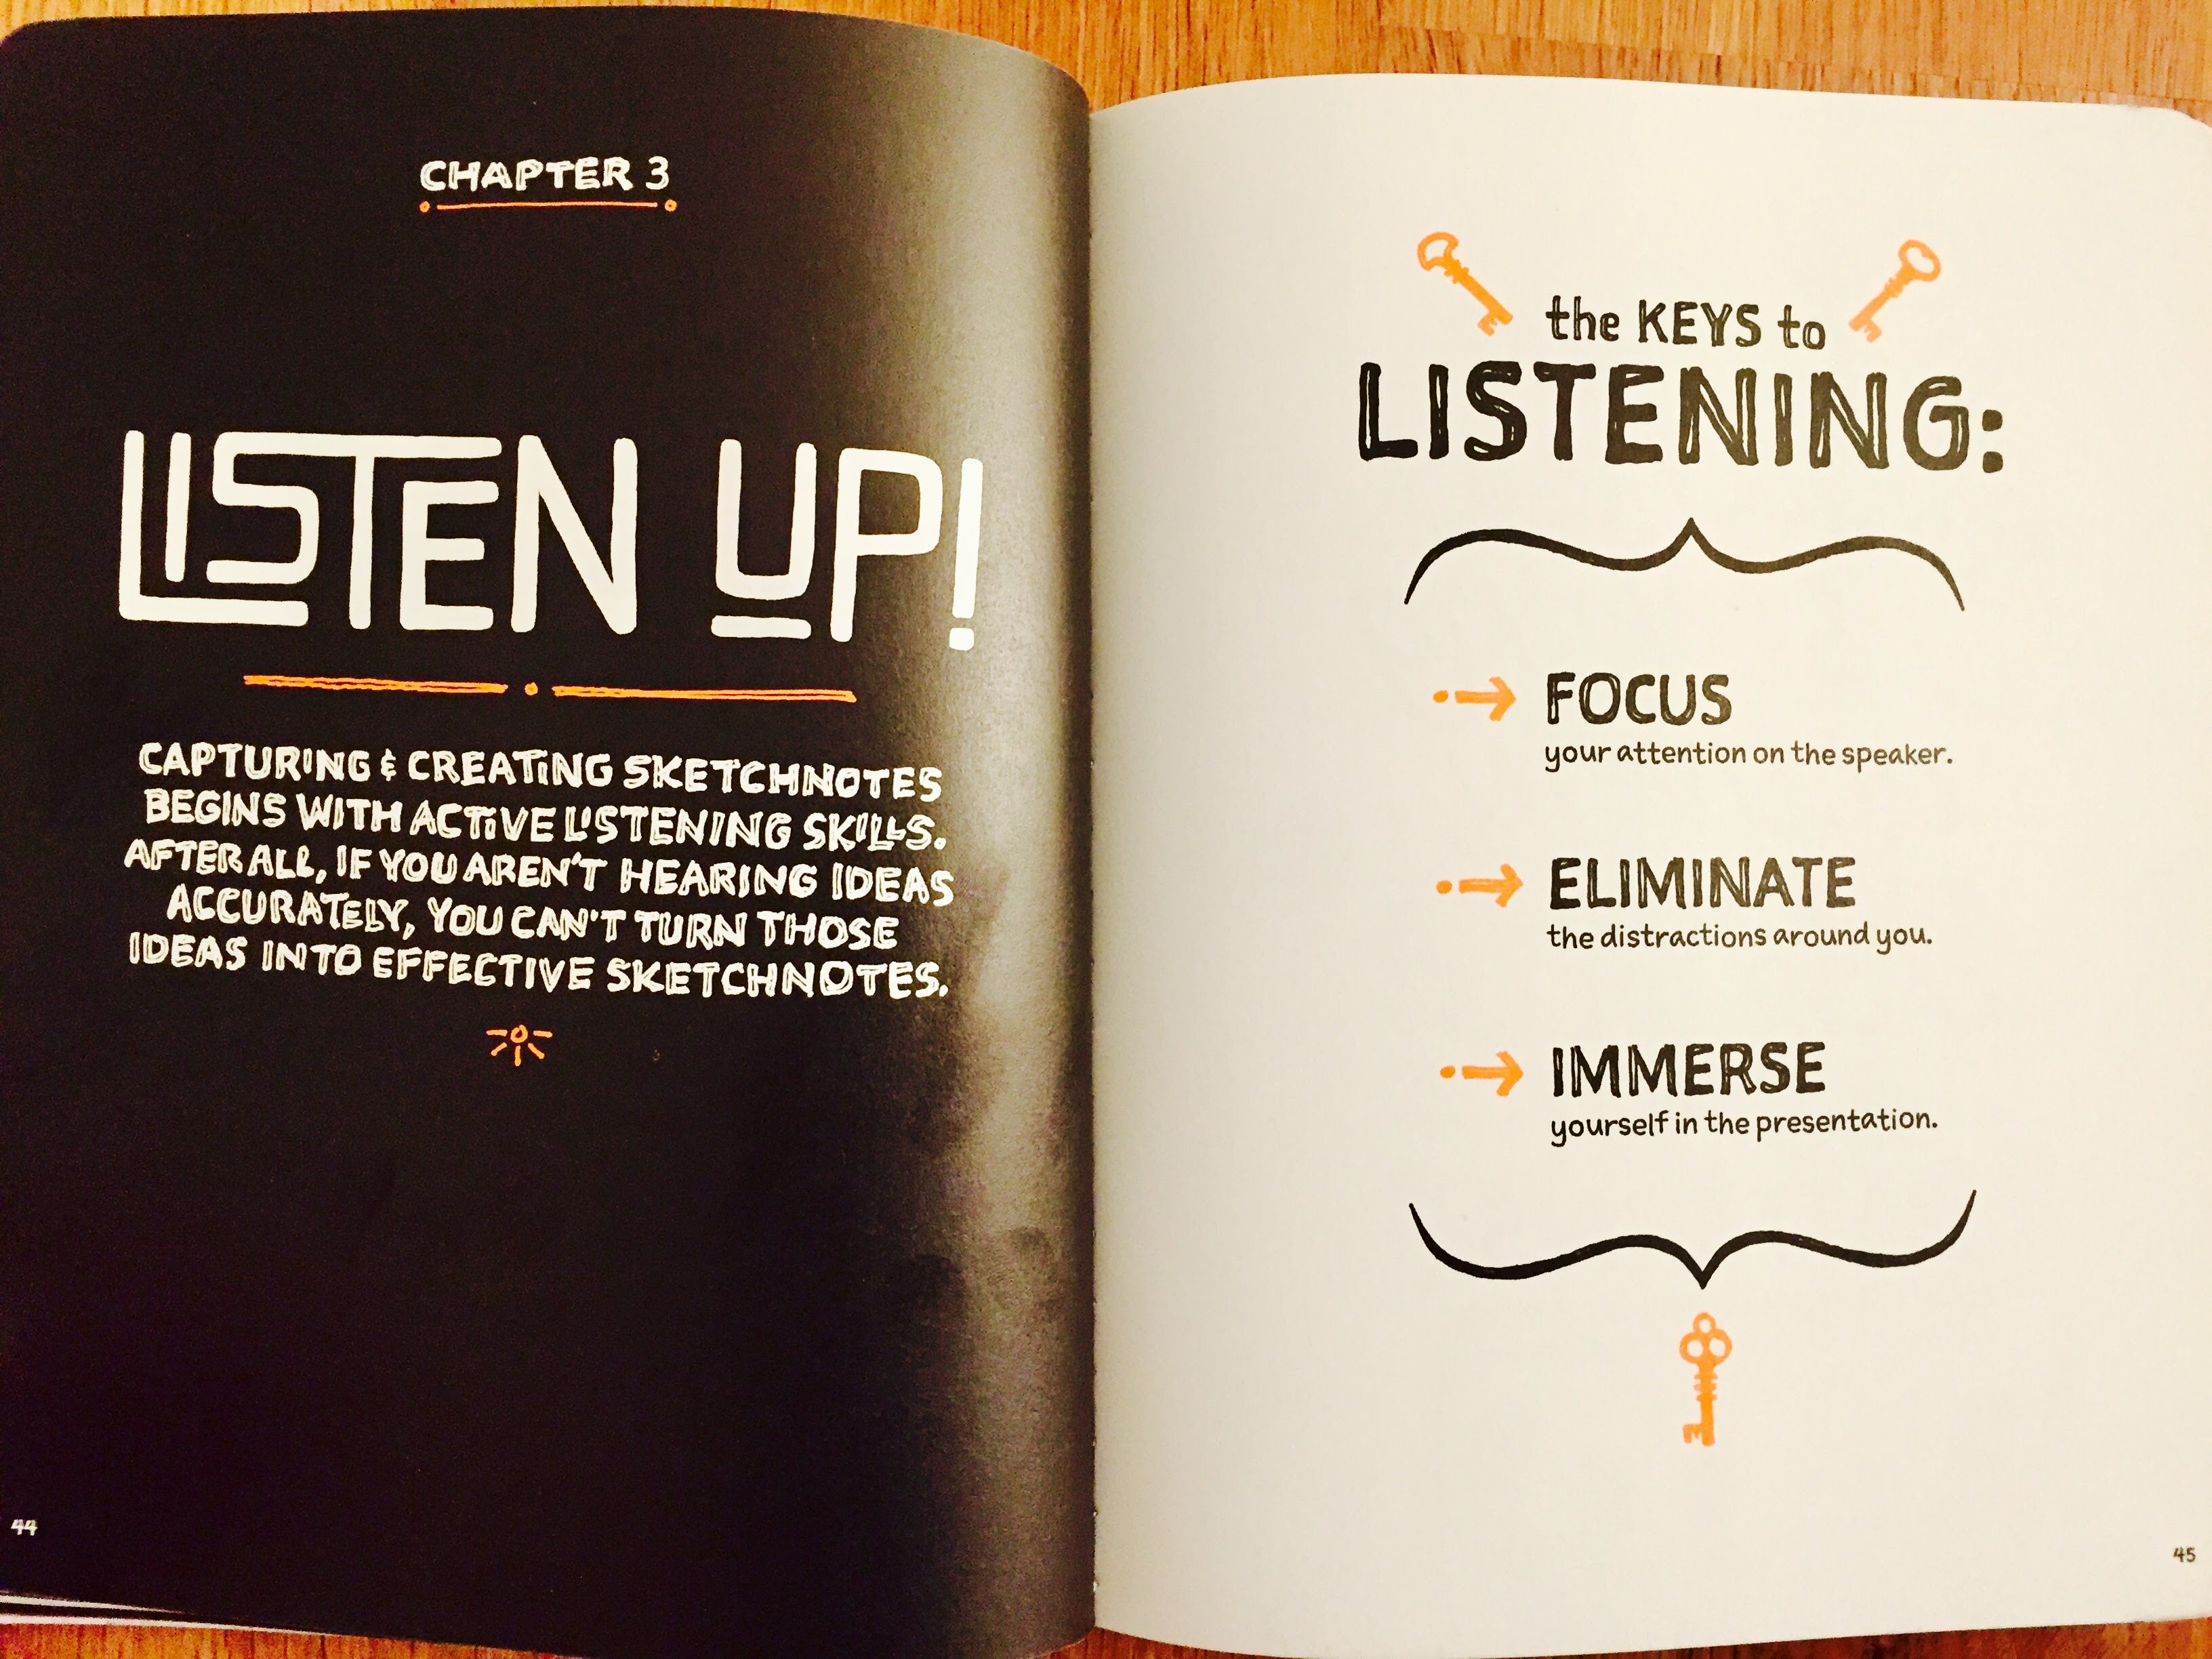 CHAPTER 3
LISTEN UP!
CAPTURING & CREATING SKETCHNOTES
BEGINS WITH ACTIVE LISTENING SKILLS.
AFTER ALL, IF YOU AREN'T HEARING IDEAS
ACCURATELY, YOU CAN'T TURN THOSE
IDEAS INTO EFFECTIVE SKETCHNOTES.
44
the KEYS to
LISTENING:
FOCUS
your attention on the speaker.
ELIMINATE
the distractions around you.
IMMERSE
yourself in the presentation.
45